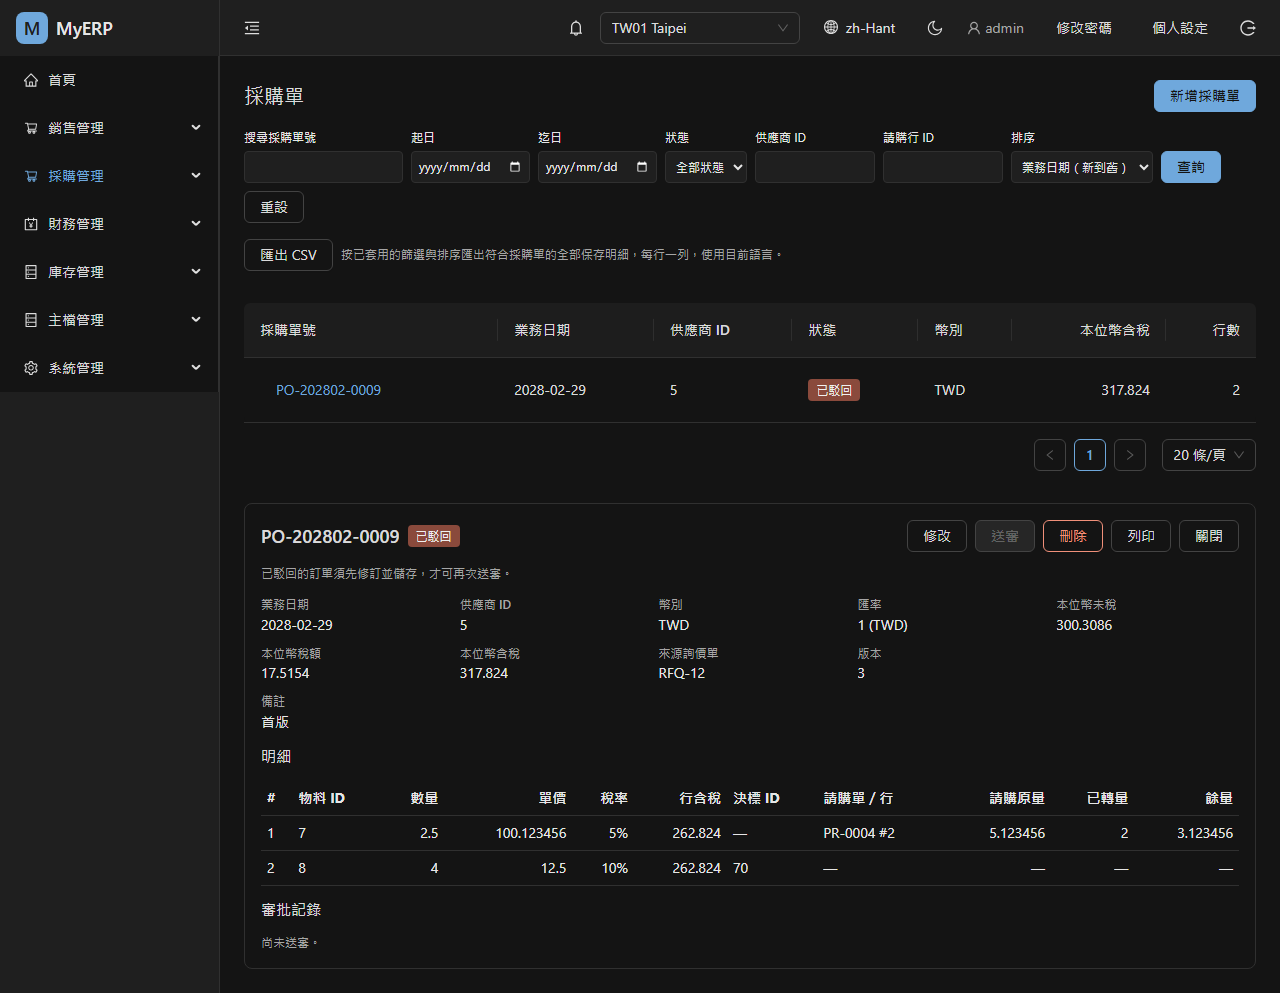 M MyERP
TW01 Taipei zh-Hant admin 修改密碼 個人設定
首頁
銷售管理
採購管理
財務管理
庫存管理
主檔管理
系統管理
採購單 新增採購單
搜尋採購單號 起日 迄日 狀態 供應商 ID 請購行 ID 排序
yyyy/mm/dd yyyy/mm/dd 全部狀態 業務日期（新到舊） 查詢
重設
匯出 CSV 按已套用的篩選與排序匯出符合採購單的全部保存明細，每行一列，使用目前語言。
採購單號 業務日期 供應商 ID 狀態 幣別 本位幣含稅 行數
PO-202802-0009 2028-02-29 5 已駁回 TWD 317.824 2
< 1 > 20 條/頁
PO-202802-0009 已駁回 修改 送審 刪除 列印 關閉
已駁回的訂單須先修訂並儲存，才可再次送審。
業務日期 供應商 ID 幣別 匯率 本位幣未稅
2028-02-29 5 TWD 1 (TWD) 300.3086
本位幣稅額 本位幣含稅 來源詢價單 版本
17.5154 317.824 RFQ-12 3
備註
首版
明細
# 物料 ID 數量 單價 稅率 行含稅 決標 ID 請購單 / 行 請購原量 已轉量 餘量
1 7 2.5 100.123456 5% 262.824 — PR-0004 #2 5.123456 2 3.123456
2 8 4 12.5 10% 262.824 70 — — — —
審批記錄
尚未送審。